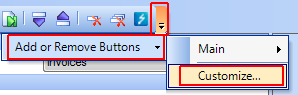 Add or Remove Buttons
Main
invoices
Customize...